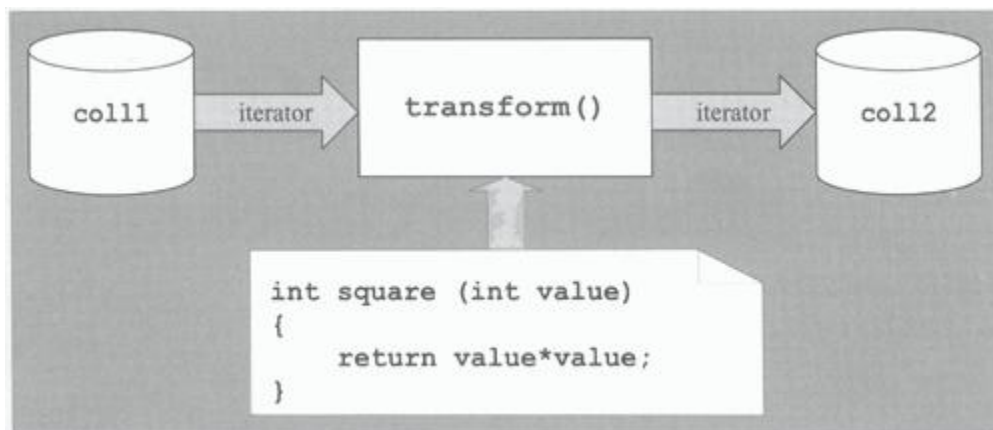 coll1
iterator
transform()
iterator
coll2
int square (int value)
{
    return value*value;
}